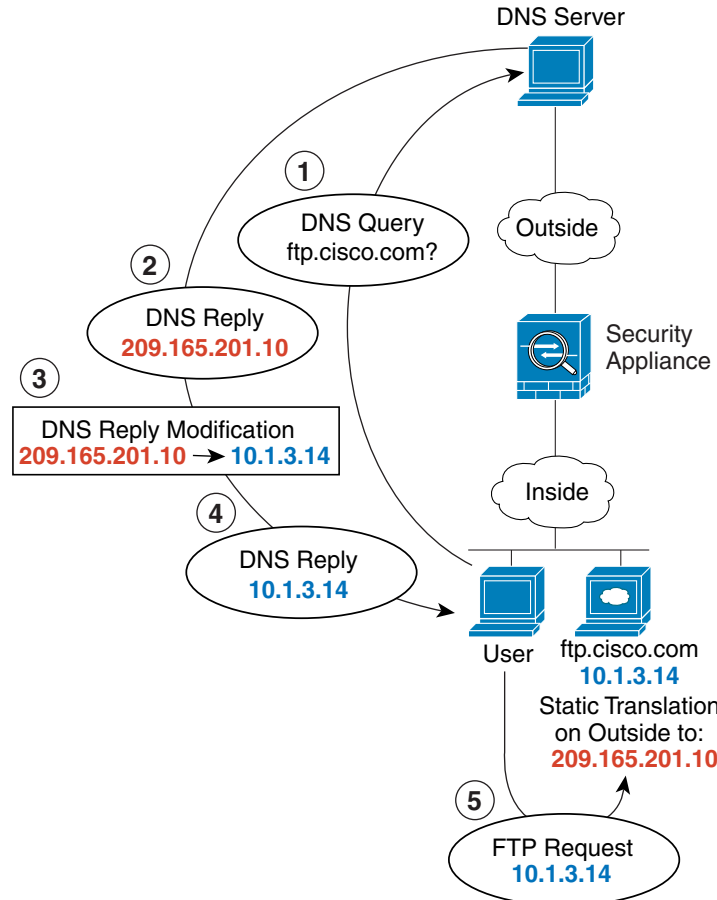 DNS Server
1
DNS Query
ftp.cisco.com?
Outside
2
DNS Reply
209.165.201.10
Security
Appliance
3
DNS Reply Modification
209.165.201.10 → 10.1.3.14
Inside
4
DNS Reply
10.1.3.14
User
ftp.cisco.com
10.1.3.14
Static Translation
on Outside to:
209.165.201.10
5
FTP Request
10.1.3.14